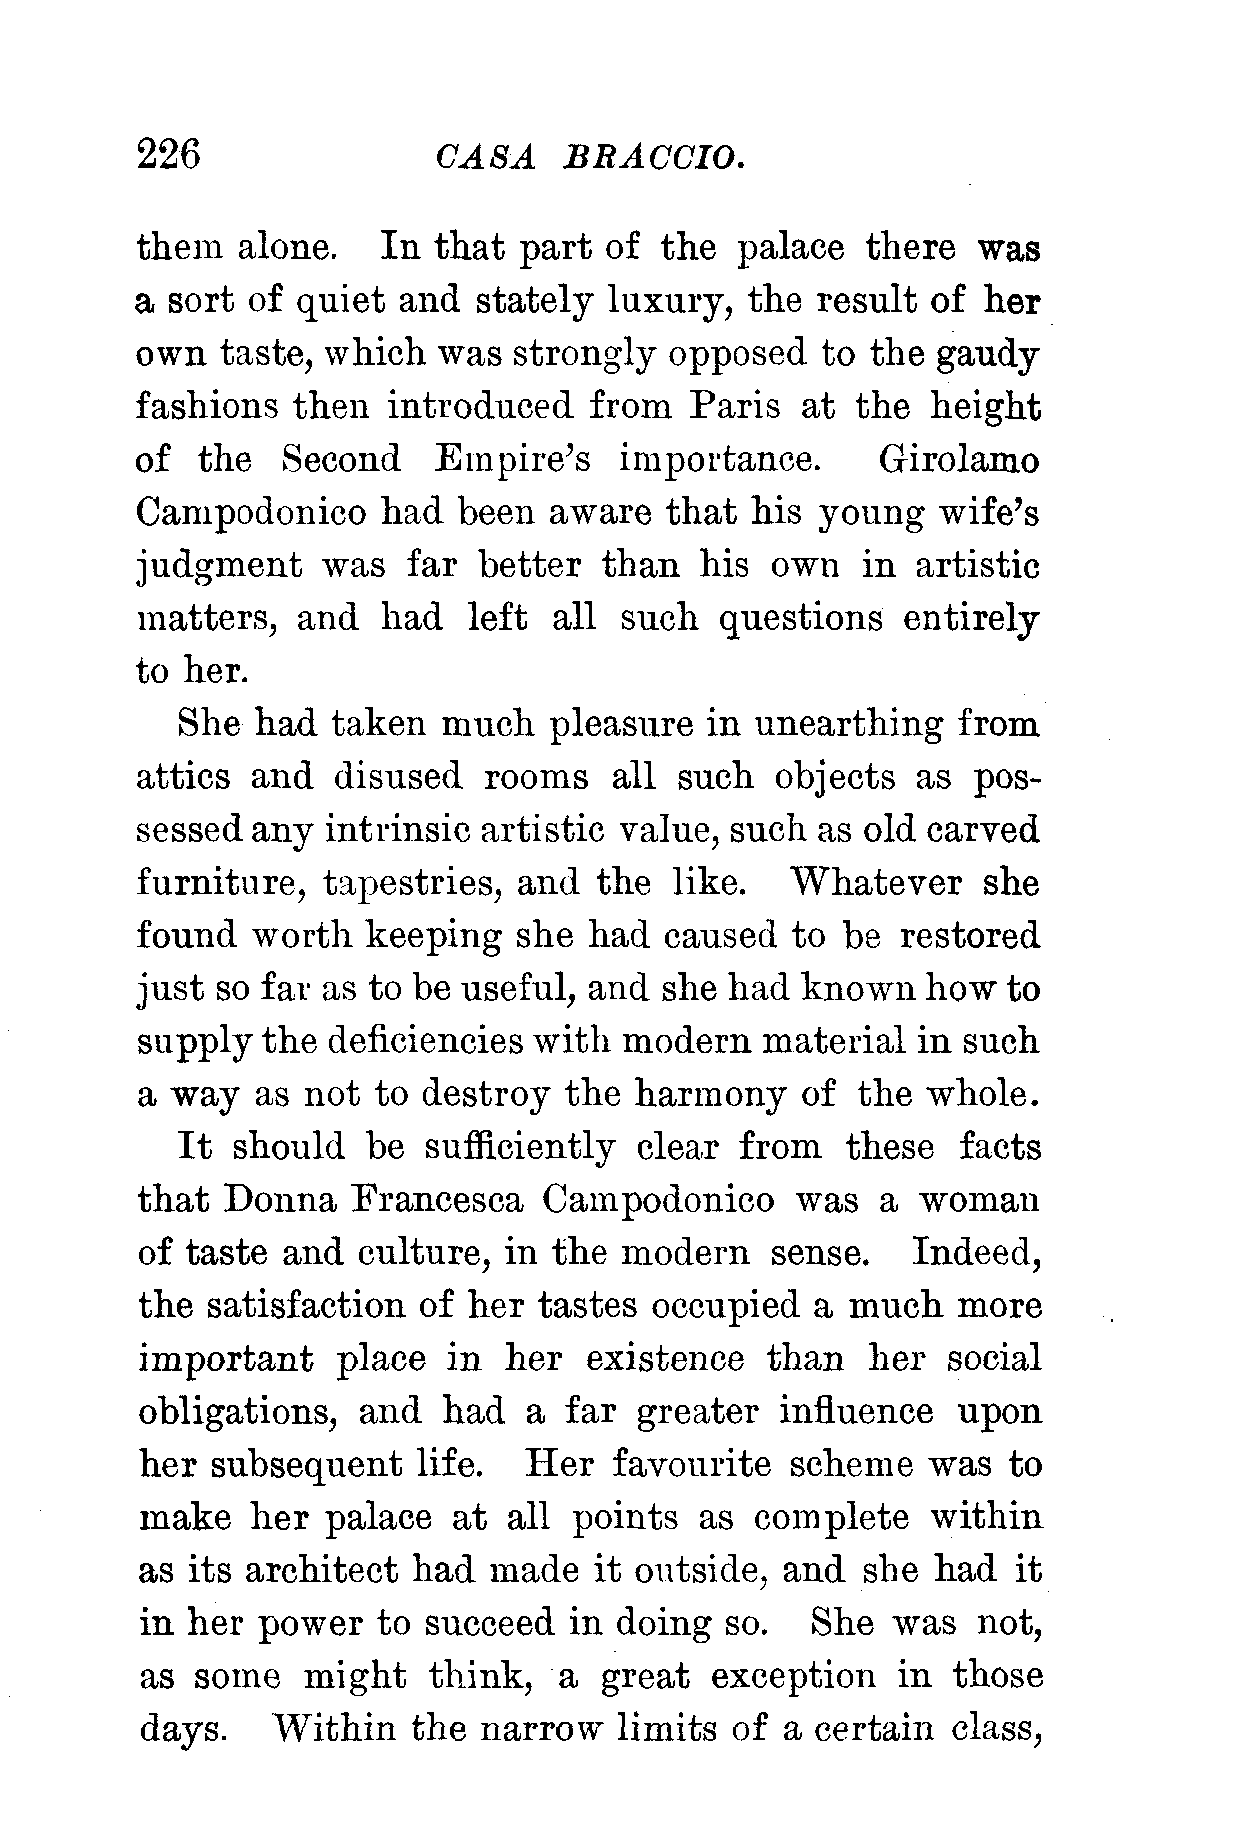 226 CASA BRACCIO.
them alone. In that part of the palace there was
a sort of quiet and stately luxury, the result of her
own taste, which was strongly opposed to the gaudy
fashions then introduced from Paris at the height
of the Second Empire's importance. Girolamo
Campodonico had been aware that his young wife's
judgment was far better than his own in artistic
matters, and had left all such questions entirely
to her.
She had taken much pleasure in unearthing from
attics and disused rooms all such objects as pos-
sessed any intrinsic artistic value, such as old carved
furniture, tapestries, and the like. Whatever she
found worth keeping she had caused to be restored
just so far as to be useful, and she had known how to
supply the deficiencies with modern material in such
a way as not to destroy the harmony of the whole.
It should be sufficiently clear from these facts
that Donna Francesca Campodonico was a woman
of taste and culture, in the modern sense. Indeed,
the satisfaction of her tastes occupied a much more
important place in her existence than her social
obligations, and had a far greater influence upon
her subsequent life. Her favourite scheme was to
make her palace at all points as complete within
as its architect had made it outside, and she had it
in her power to succeed in doing so. She was not,
as some might think, a great exception in those
days. Within the narrow limits of a certain class,